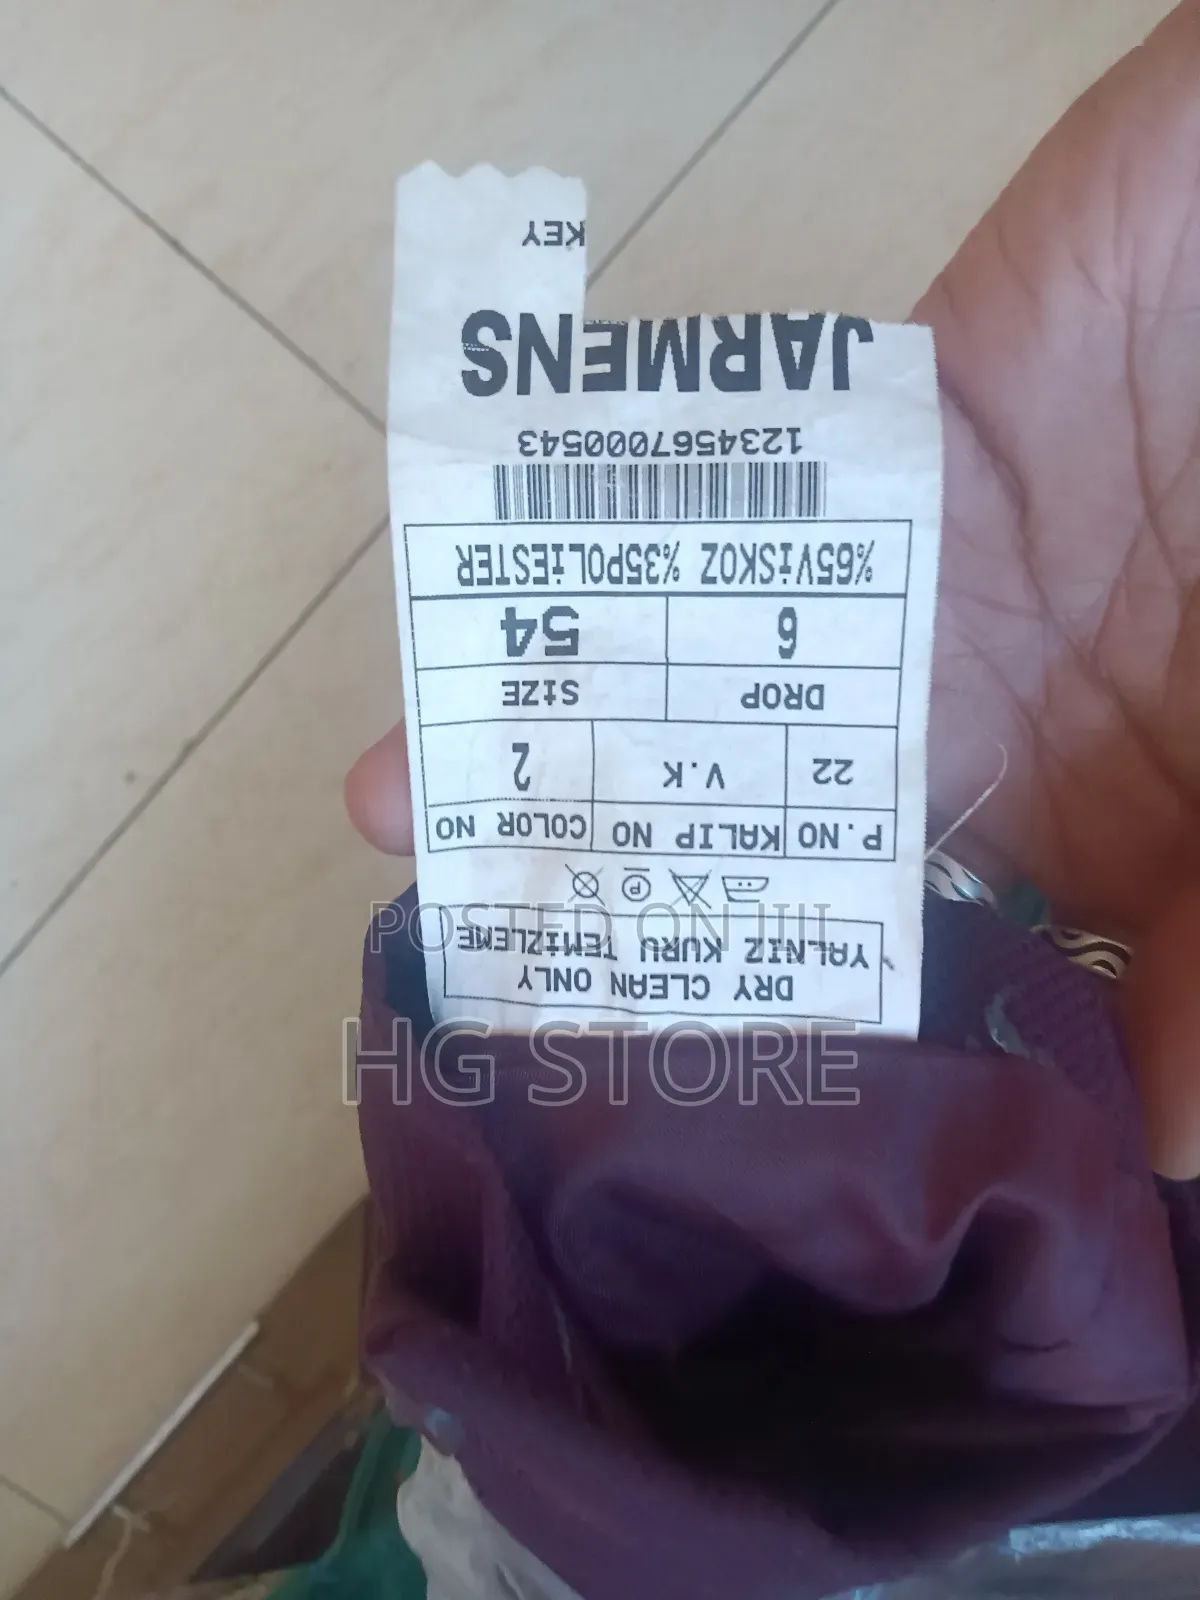 DRY CLEAN ONLY
YALNIZ KURU TEMİZLEME
P
P.NO KALIP NO COLOR NO
22 V.K 2
DROP SİZE
6 54
%65VİSKOZ %35POLİESTER
1234567000543
JARMENS
KEY
POSTED ON JIJI
HG STORE